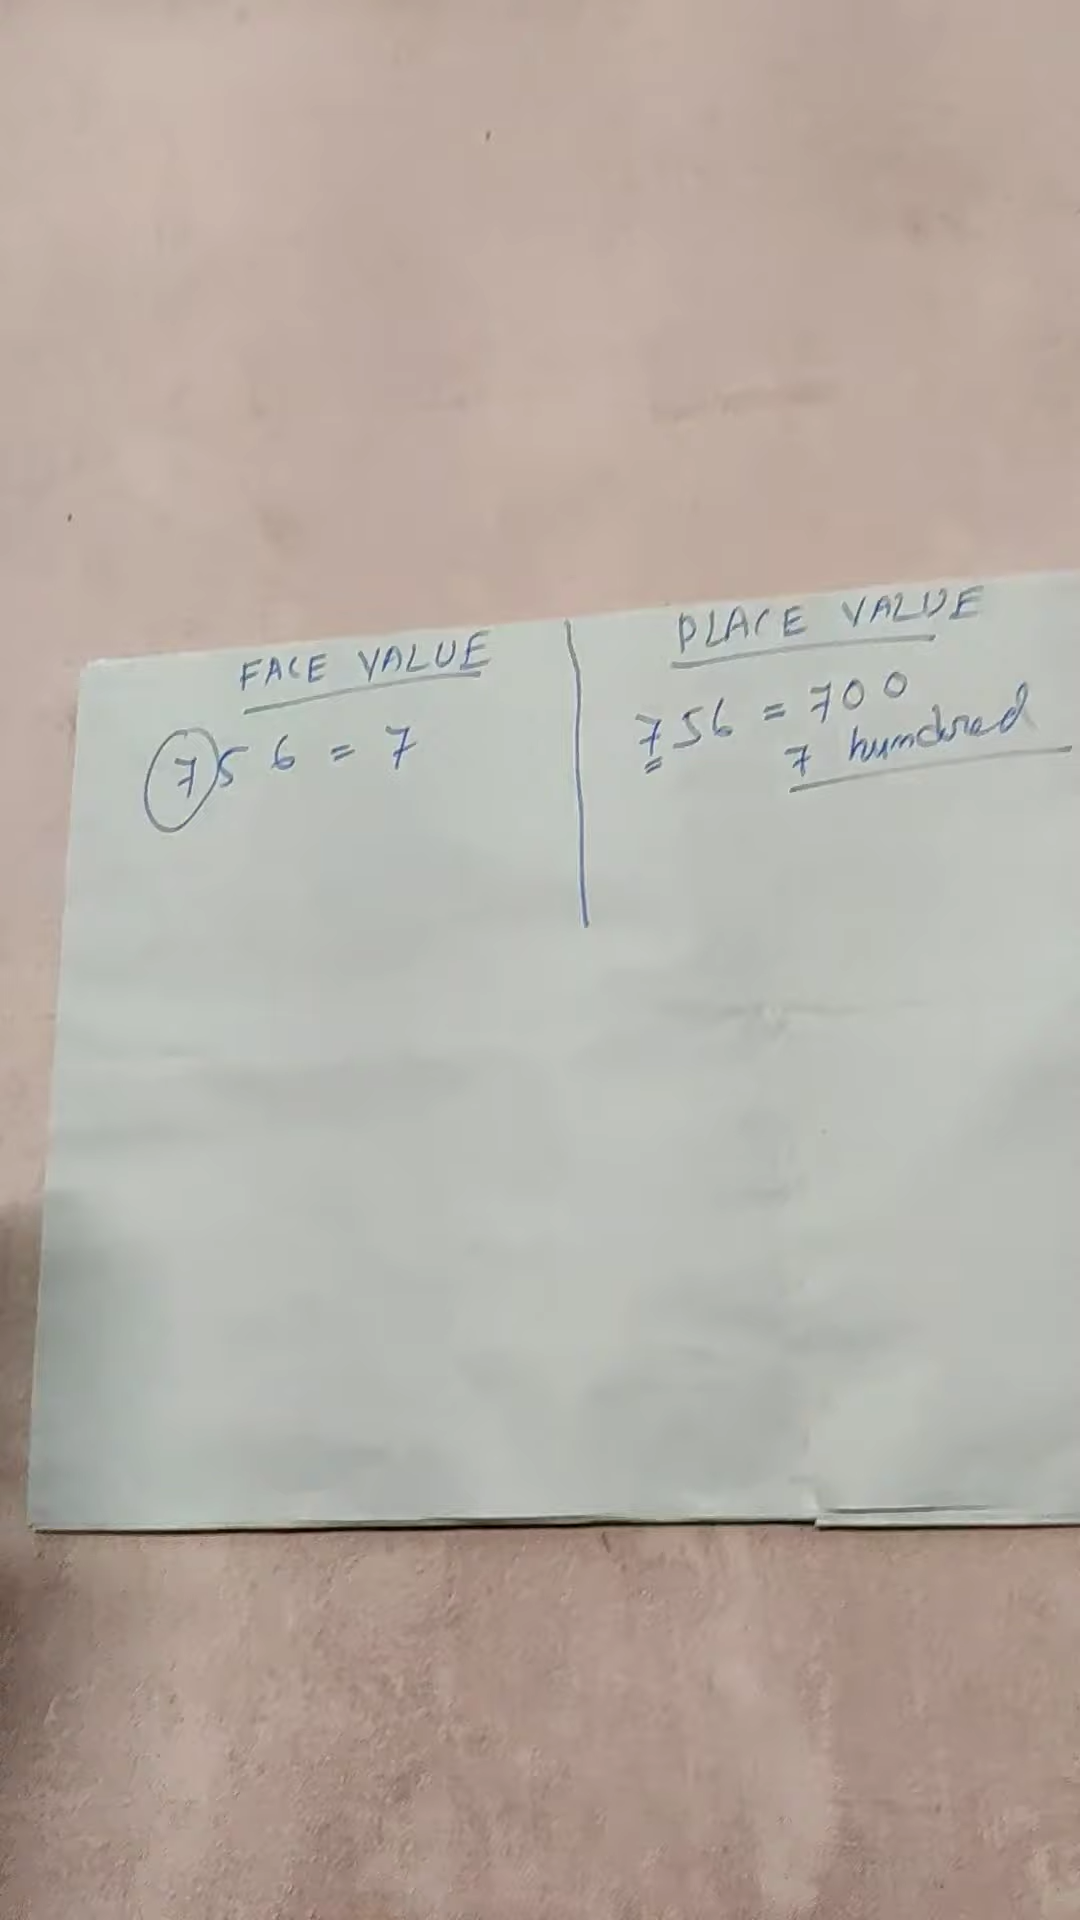 FACE VALUE
756 = 7
PLACE VALUE
756 = 700
7 hundred